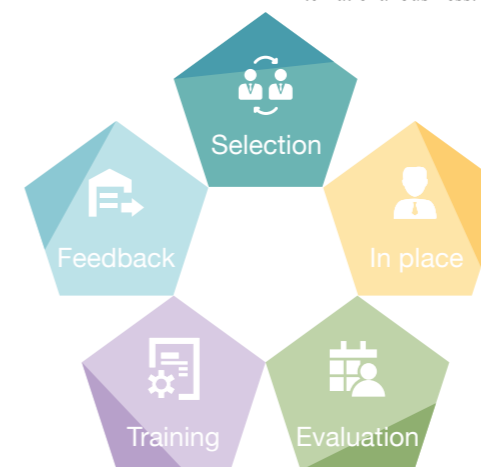 Selection
Feedback
In place
Training
Evaluation